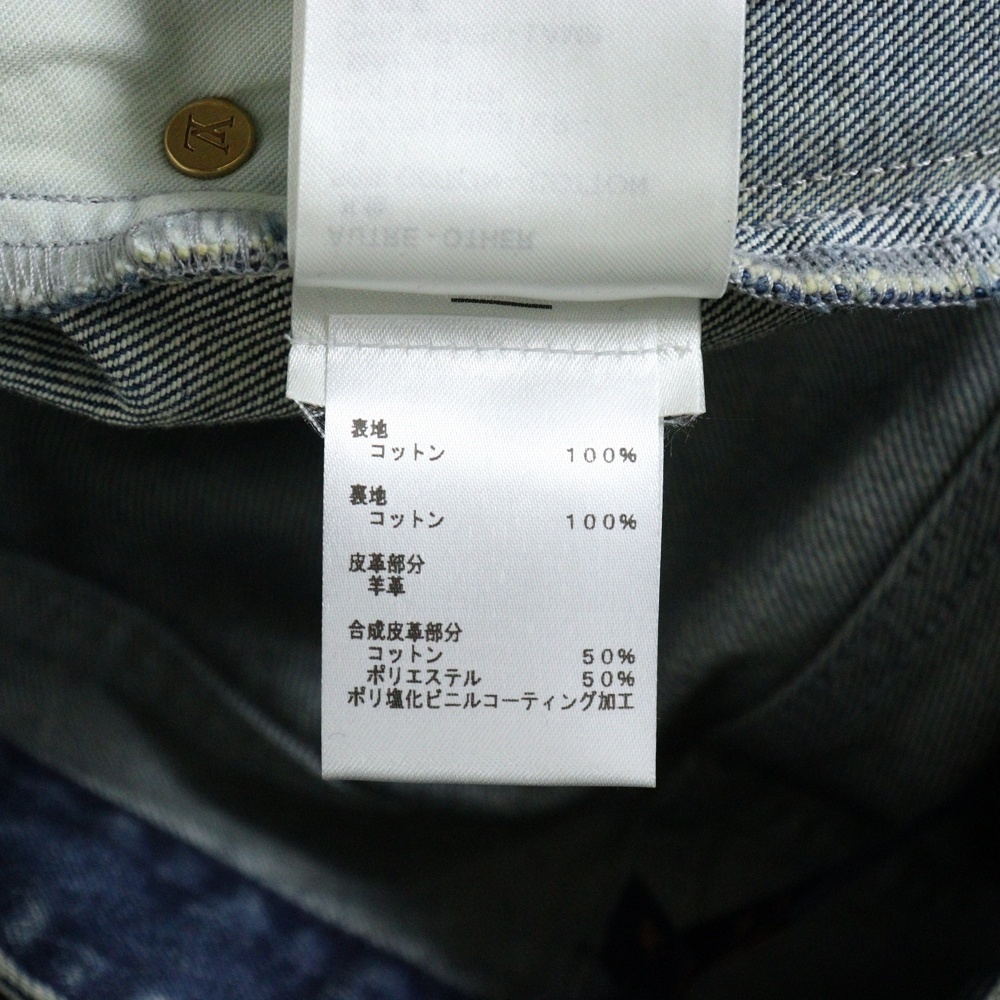 AUTRE - OTHER
表地
コットン 100%
裏地
コットン 100%
皮革部分
羊革
合成皮革部分
コットン 50%
ポリエステル 50%
ポリ塩化ビニルコーティング加工